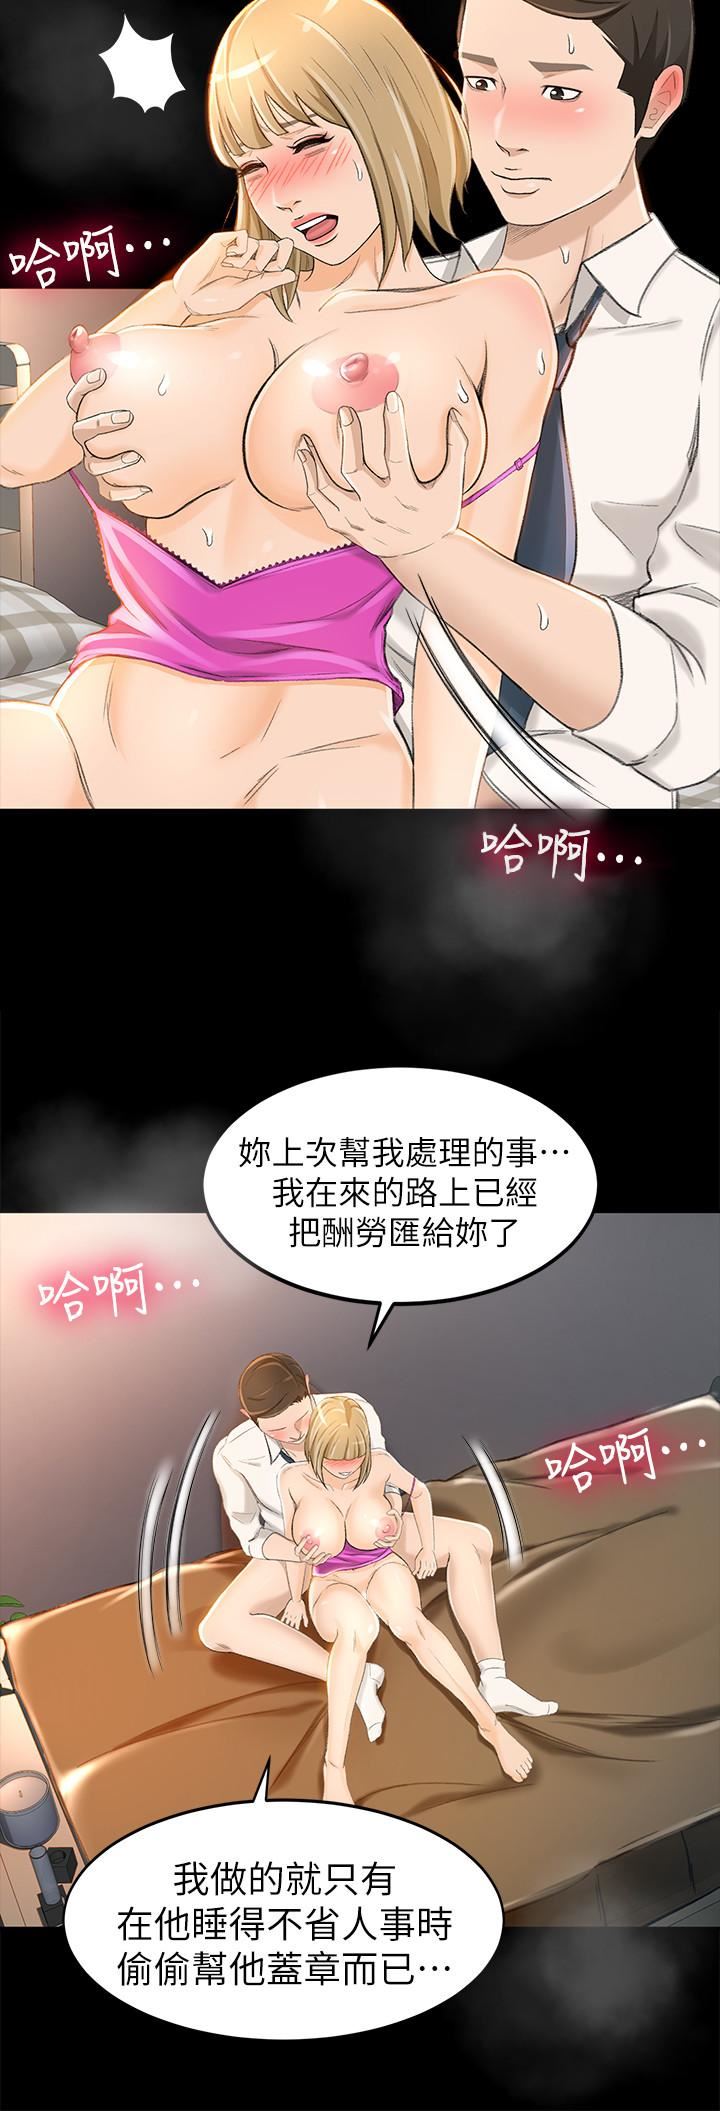 哈啊⋯
哈啊⋯
妳上次幫我處理的事⋯
我在來的路上已經
把酬勞匯給妳了
哈啊⋯
哈啊⋯
我做的就只有
在他睡得不省人事時
偷偷幫他蓋章而已⋯